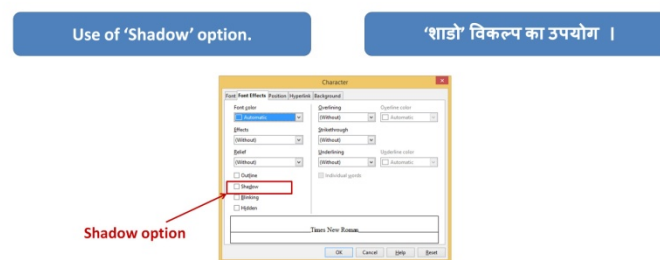 Use of ‘Shadow’ option.
‘शाडो’ विकल्प का उपयोग ।
Character
Font Font Effects Position Hyperlink Background
Font color
Overlining
Overline color
Automatic
(Without)
Automatic
Effects
Strikethrough
(Without)
(Without)
Relief
Underlining
Underline color
(Without)
(Without)
Automatic
Outline
Individual words
Shadow
Blinking
Hidden
Shadow option
Times New Roman
OK Cancel Help Reset